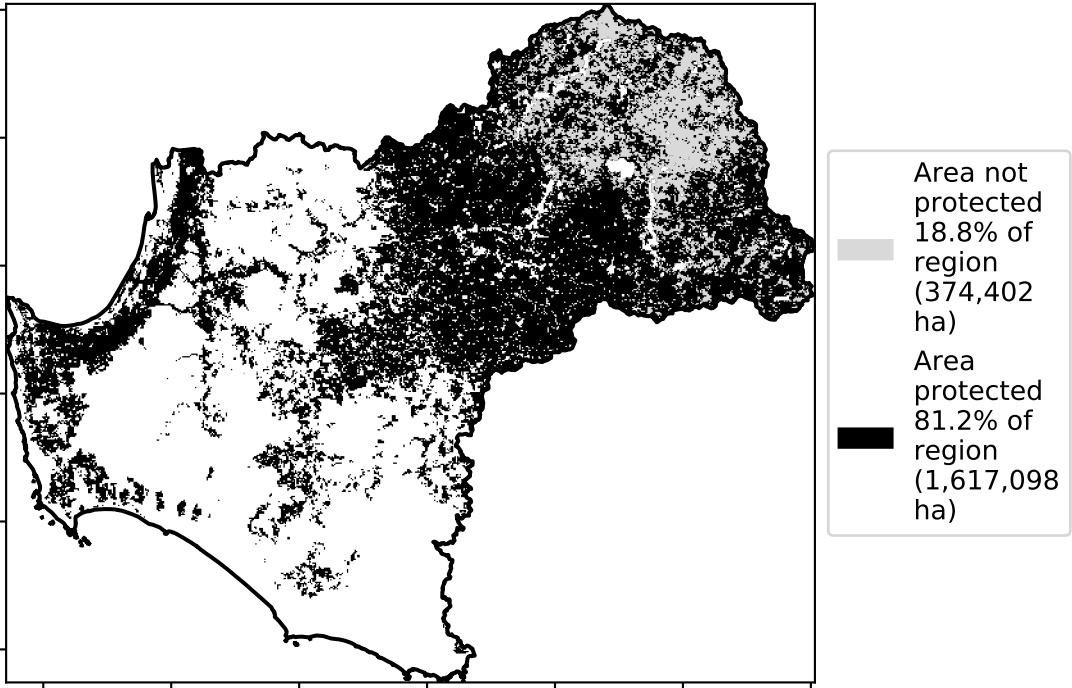 Area not
protected
18.8% of
region
(374,402
ha)
Area
protected
81.2% of
region
(1,617,098
ha)